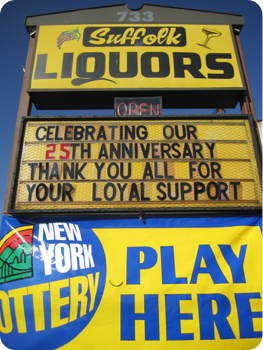 733
Suffolk
LIQUORS
OPEN
CELEBRATING OUR
25TH ANNIVERSARY
THANK YOU ALL FOR
YOUR LOYAL SUPPORT
NEW
YORK
LOTTERY
PLAY
HERE